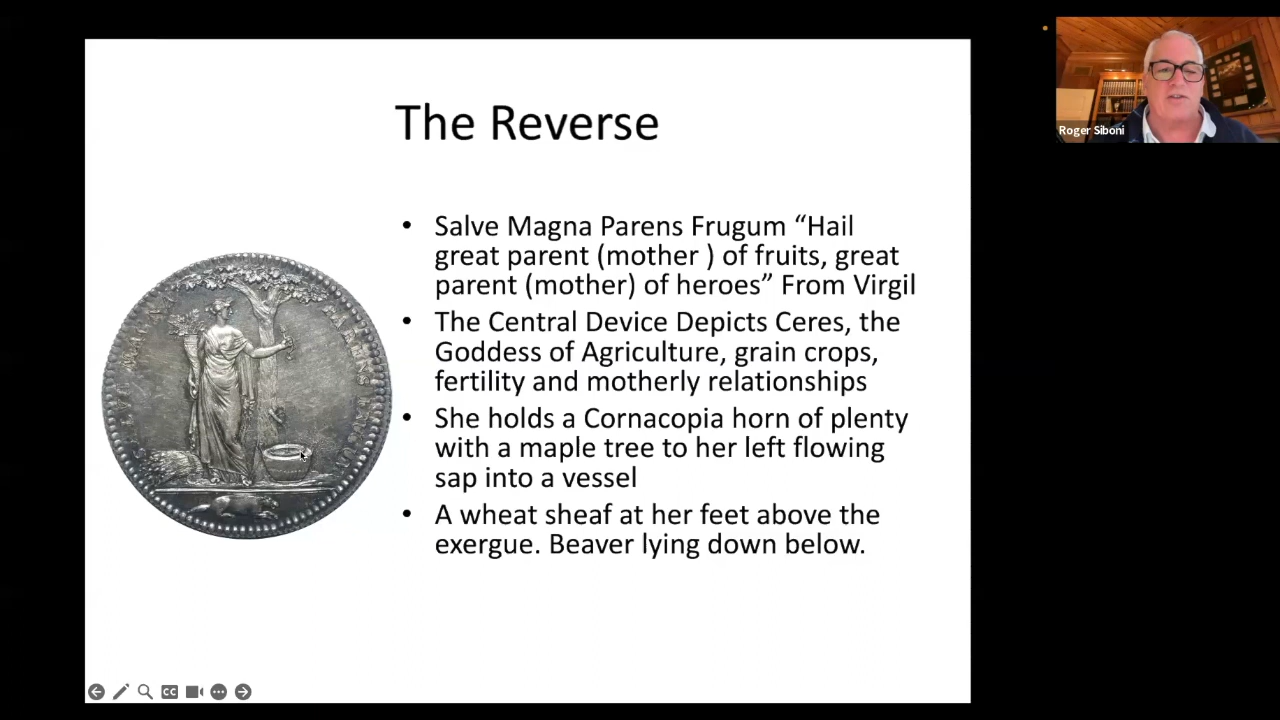 The Reverse
• Salve Magna Parens Frugum “Hail
great parent (mother ) of fruits, great
parent (mother) of heroes” From Virgil
• The Central Device Depicts Ceres, the
Goddess of Agriculture, grain crops,
fertility and motherly relationships
• She holds a Cornacopia horn of plenty
with a maple tree to her left flowing
sap into a vessel
• A wheat sheaf at her feet above the
exergue. Beaver lying down below.
Roger Siboni
CC